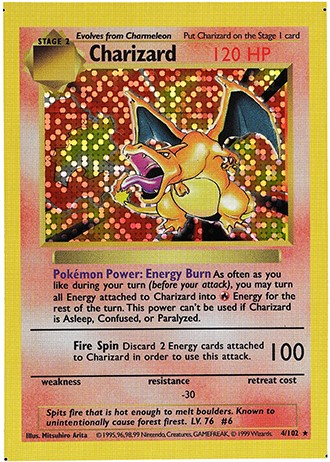 Evolves from Charmeleon Put Charizard on the Stage 1 card
STAGE 2
Charizard 120 HP
Pokémon Power: Energy Burn As often as you
like during your turn (before your attack), you may turn
all Energy attached to Charizard into Energy for the
rest of the turn. This power can't be used if Charizard
is Asleep, Confused, or Paralyzed.
Fire Spin Discard 2 Energy cards attached
to Charizard in order to use this attack. 100
weakness resistance retreat cost
-30
Spits fire that is hot enough to melt boulders. Known to
unintentionally cause forest firest. LV. 76 #6
Illus. Mitsuhiro Arita ©1995,96,98,99 Nintendo, Creatures, GAMEFREAK. ©1999 Wizards. 4/102 ★